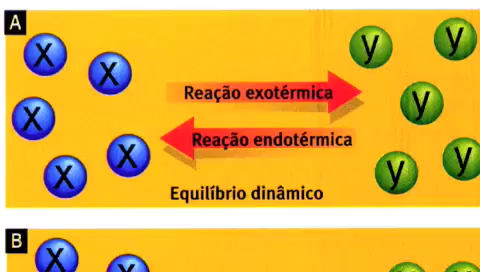 A
X
X
X
X
X
y
y
y
y
y
Reação exotérmica
Reação endotérmica
Equilíbrio dinâmico
B
X
X